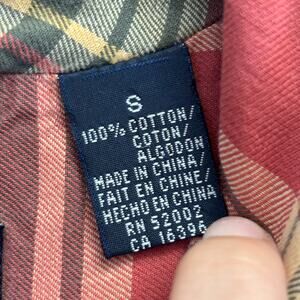 S
100% COTTON/
COTON/
ALGODON
MADE IN CHINA/
FAIT EN CHINE/
HECHO EN CHINA
RN 52002
CA 16396